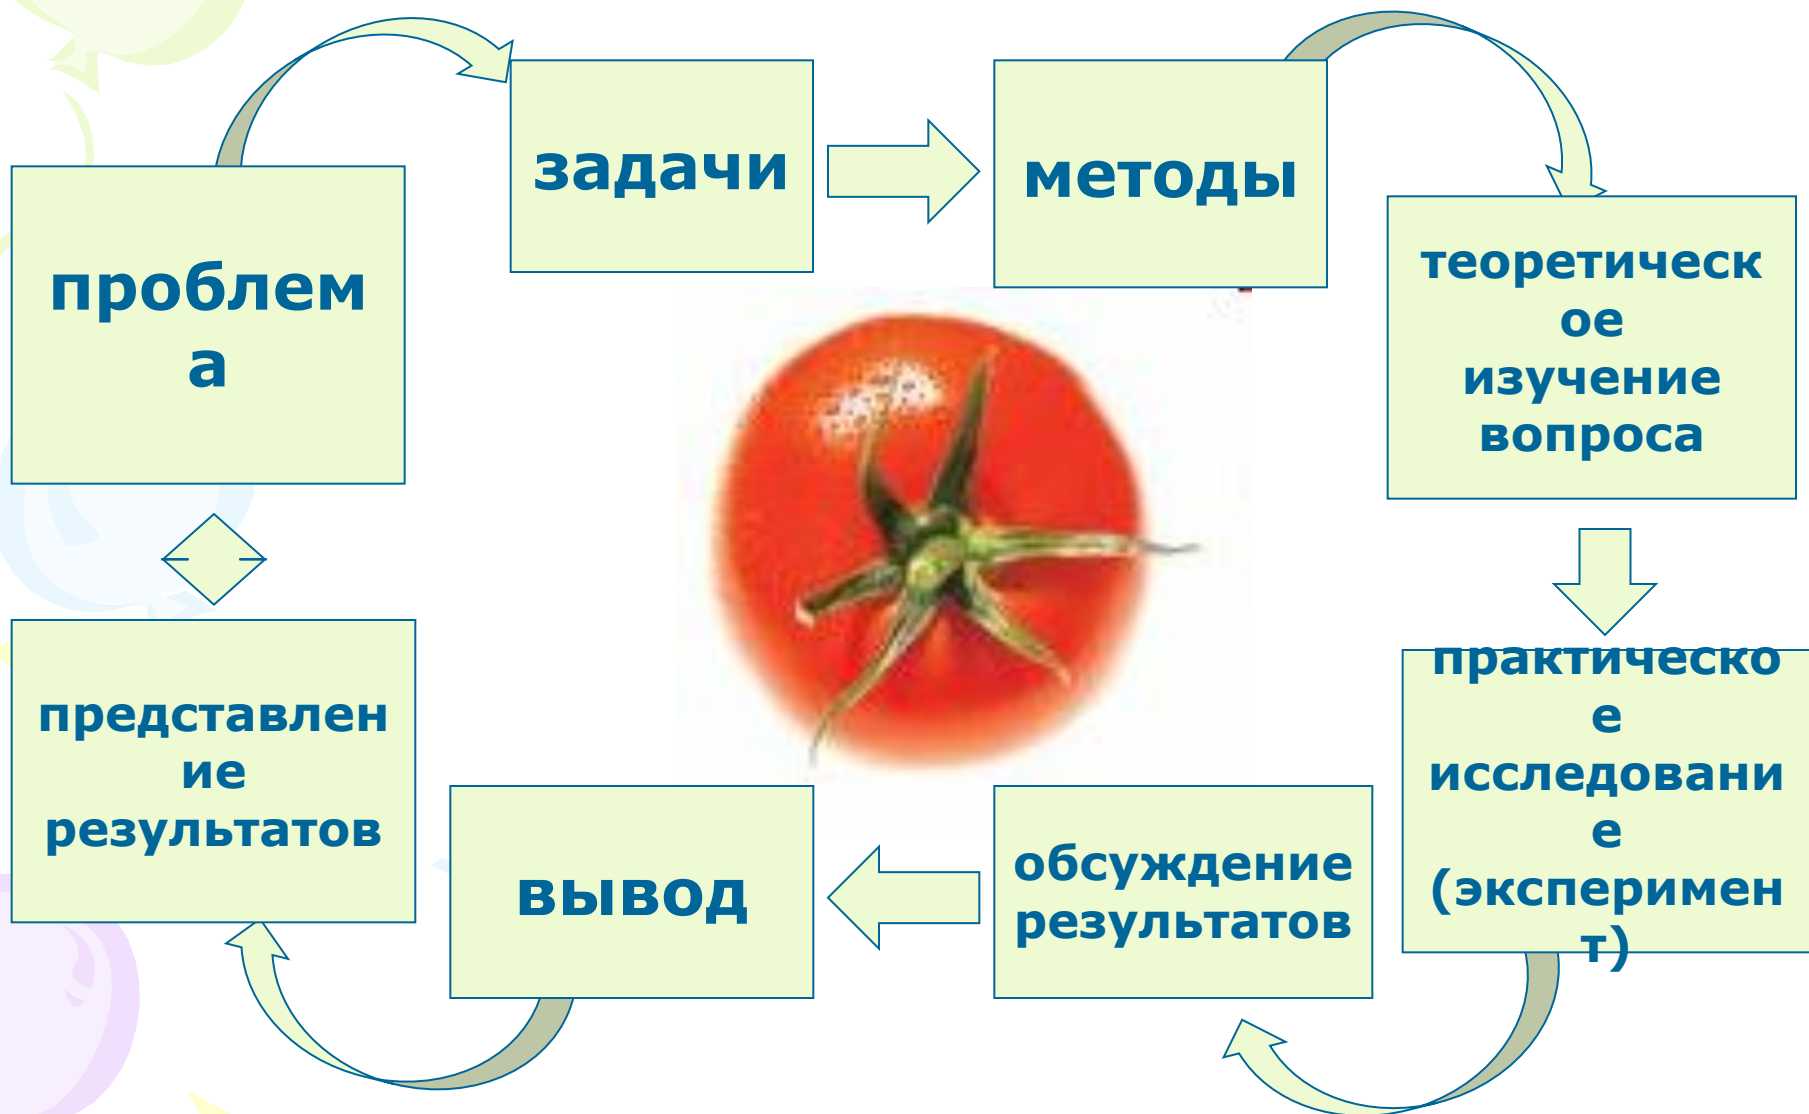 проблем
а
задачи
методы
теоретическ
ое
изучение
вопроса
практическо
е
исследовани
е
(эксперимен
т)
обсуждение
результатов
вывод
представлен
ие
результатов